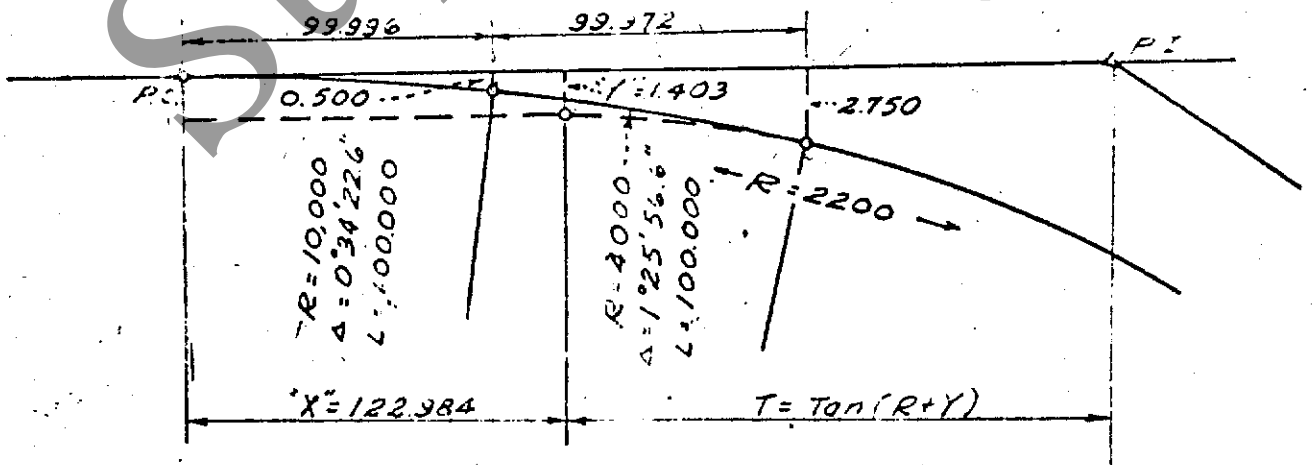 99.996
99.972
P.C.
P.I
0.500
"Y"=1.403
2.750
R=10,000
Δ=0°34'22.6"
L=100.000
R=4000
Δ=1°25'56.6"
L=100.000
R=2200
"X"=122.984
T=Tan(R+Y)